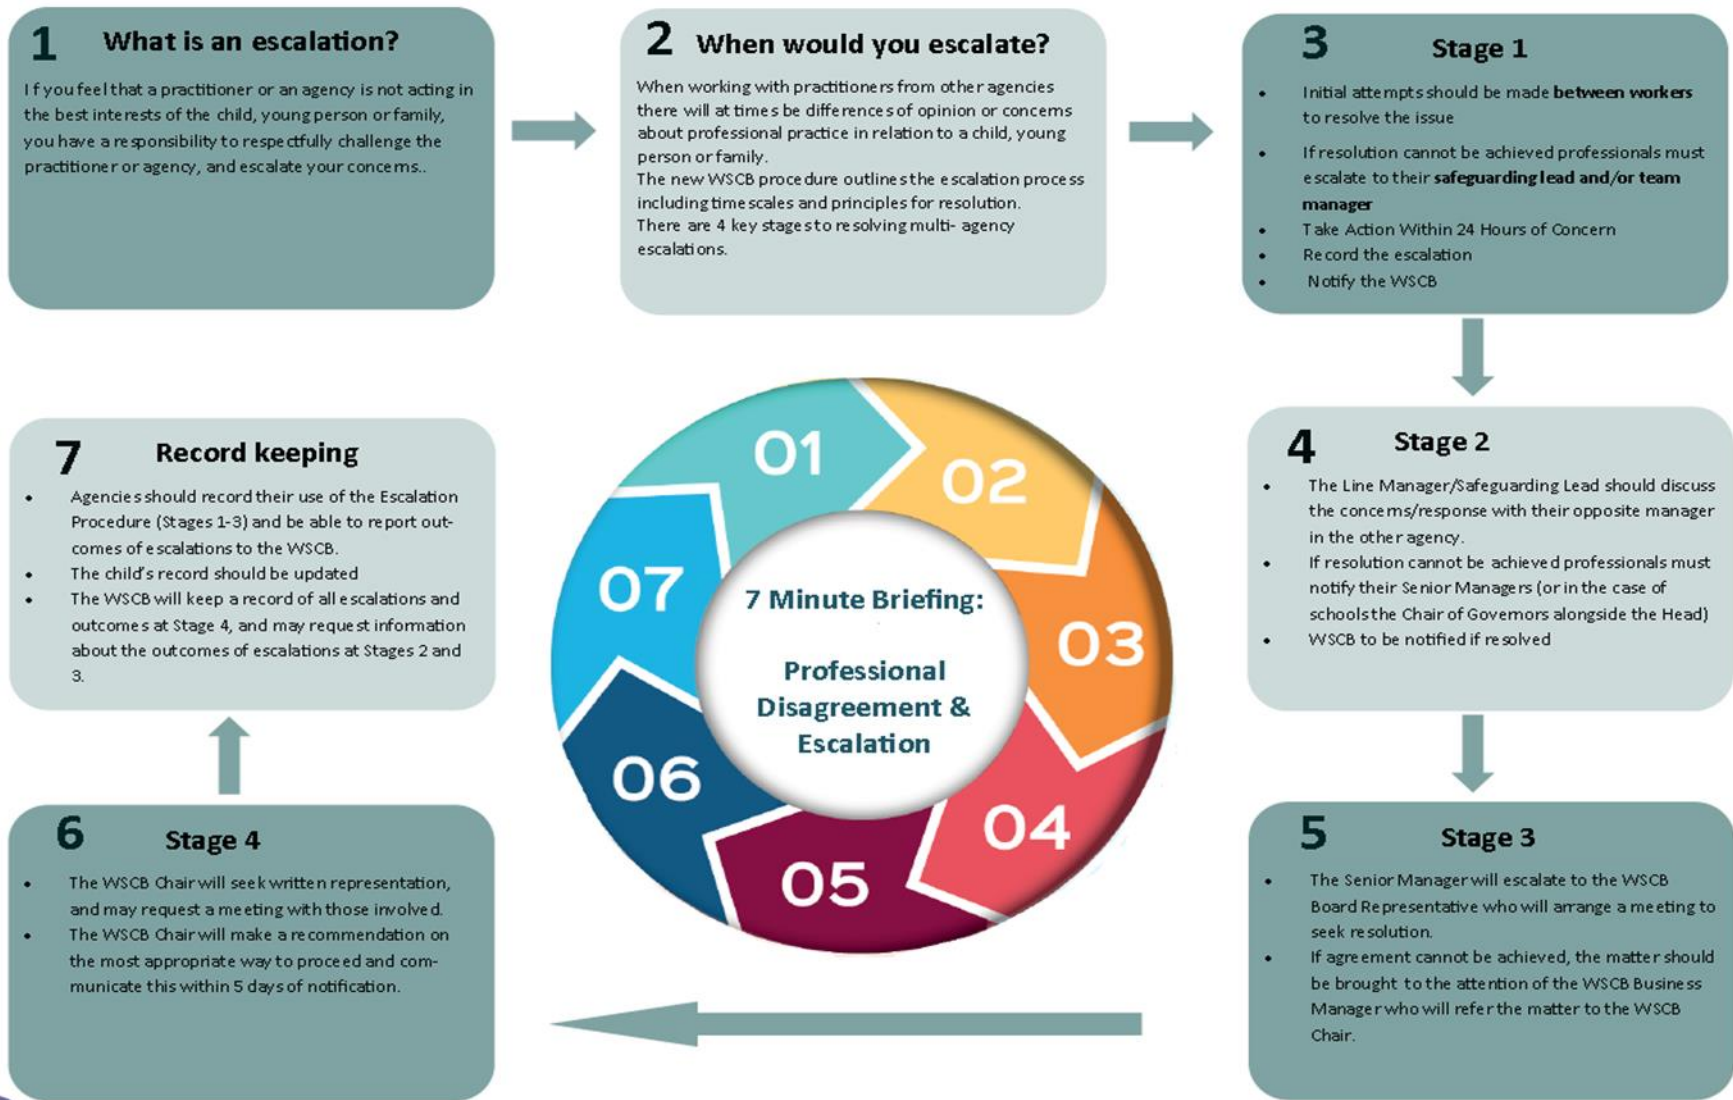 1 What is an escalation?
If you feel that a practitioner or an agency is not acting in
the best interests of the child, young person or family,
you have a responsibility to respectfully challenge the
practitioner or agency, and escalate your concerns..
2 When would you escalate?
When working with practitioners from other agencies
there will at times be differences of opinion or concerns
about professional practice in relation to a child, young
person or family.
The new WSCB procedure outlines the escalation process
including timescales and principles for resolution.
There are 4 key stages to resolving multi- agency
escalations.
3 Stage 1
• Initial attempts should be made between workers
to resolve the issue
• If resolution cannot be achieved professionals must
escalate to their safeguarding lead and/or team
manager
• Take Action Within 24 Hours of Concern
• Record the escalation
• Notify the WSCB
4 Stage 2
• The Line Manager/Safeguarding Lead should discuss
the concerns/response with their opposite manager
in the other agency.
• If resolution cannot be achieved professionals must
notify their Senior Managers (or in the case of
schools the Chair of Governors alongside the Head)
• WSCB to be notified if resolved
5 Stage 3
• The Senior Manager will escalate to the WSCB
Board Representative who will arrange a meeting to
seek resolution.
• If agreement cannot be achieved, the matter should
be brought to the attention of the WSCB Business
Manager who will refer the matter to the WSCB
Chair.
6 Stage 4
• The WSCB Chair will seek written representation,
and may request a meeting with those involved.
• The WSCB Chair will make a recommendation on
the most appropriate way to proceed and com-
municate this within 5 days of notification.
7 Record keeping
• Agencies should record their use of the Escalation
Procedure (Stages 1-3) and be able to report out-
comes of escalations to the WSCB.
• The child's record should be updated
• The WSCB will keep a record of all escalations and
outcomes at Stage 4, and may request information
about the outcomes of escalations at Stages 2 and
3.
01
02
03
04
05
06
07
7 Minute Briefing:
Professional
Disagreement &
Escalation